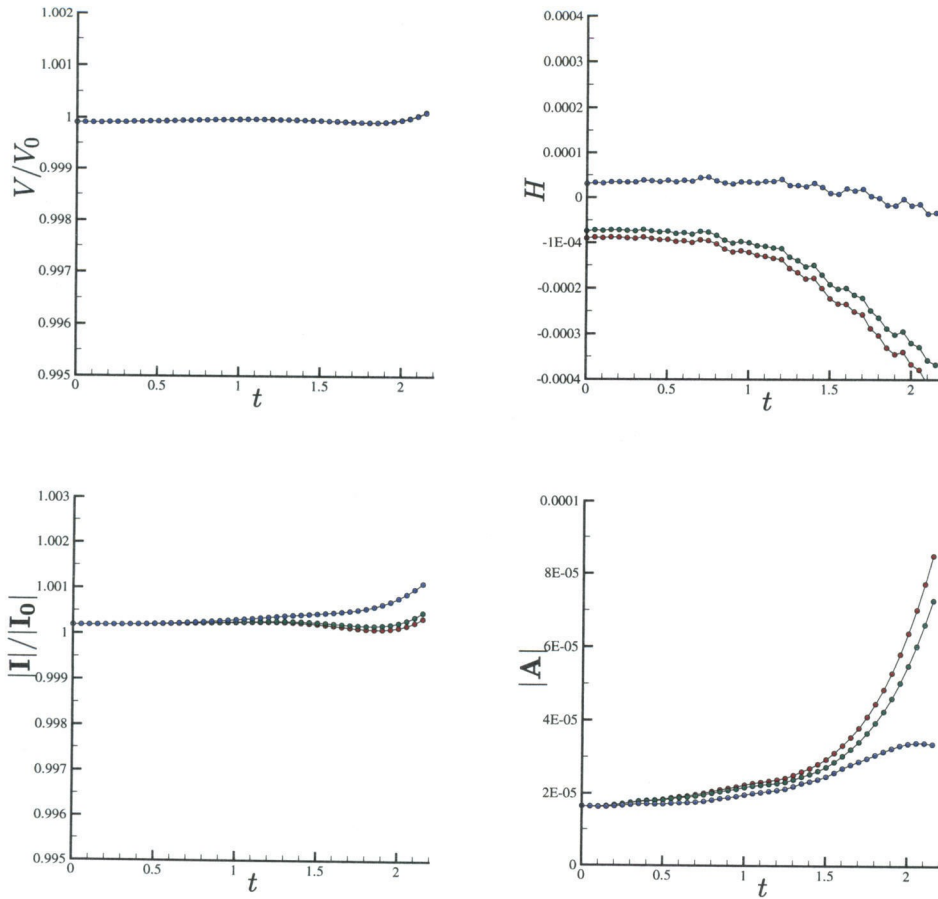 1.002
1.001
1
0.999
0.998
0.997
0.996
0.995
V/V₀
0 0.5 1 1.5 2
t
0.0004
0.0003
0.0002
0.0001
0
-1E-04
-0.0002
-0.0003
-0.0004
H
0 0.5 1 1.5 2
t
1.003
1.002
1.001
1
0.999
0.998
0.997
0.996
0.995
|I|/|I₀|
0 0.5 1 1.5 2
t
0.0001
8E-05
6E-05
4E-05
2E-05
0
|A|
0 0.5 1 1.5 2
t